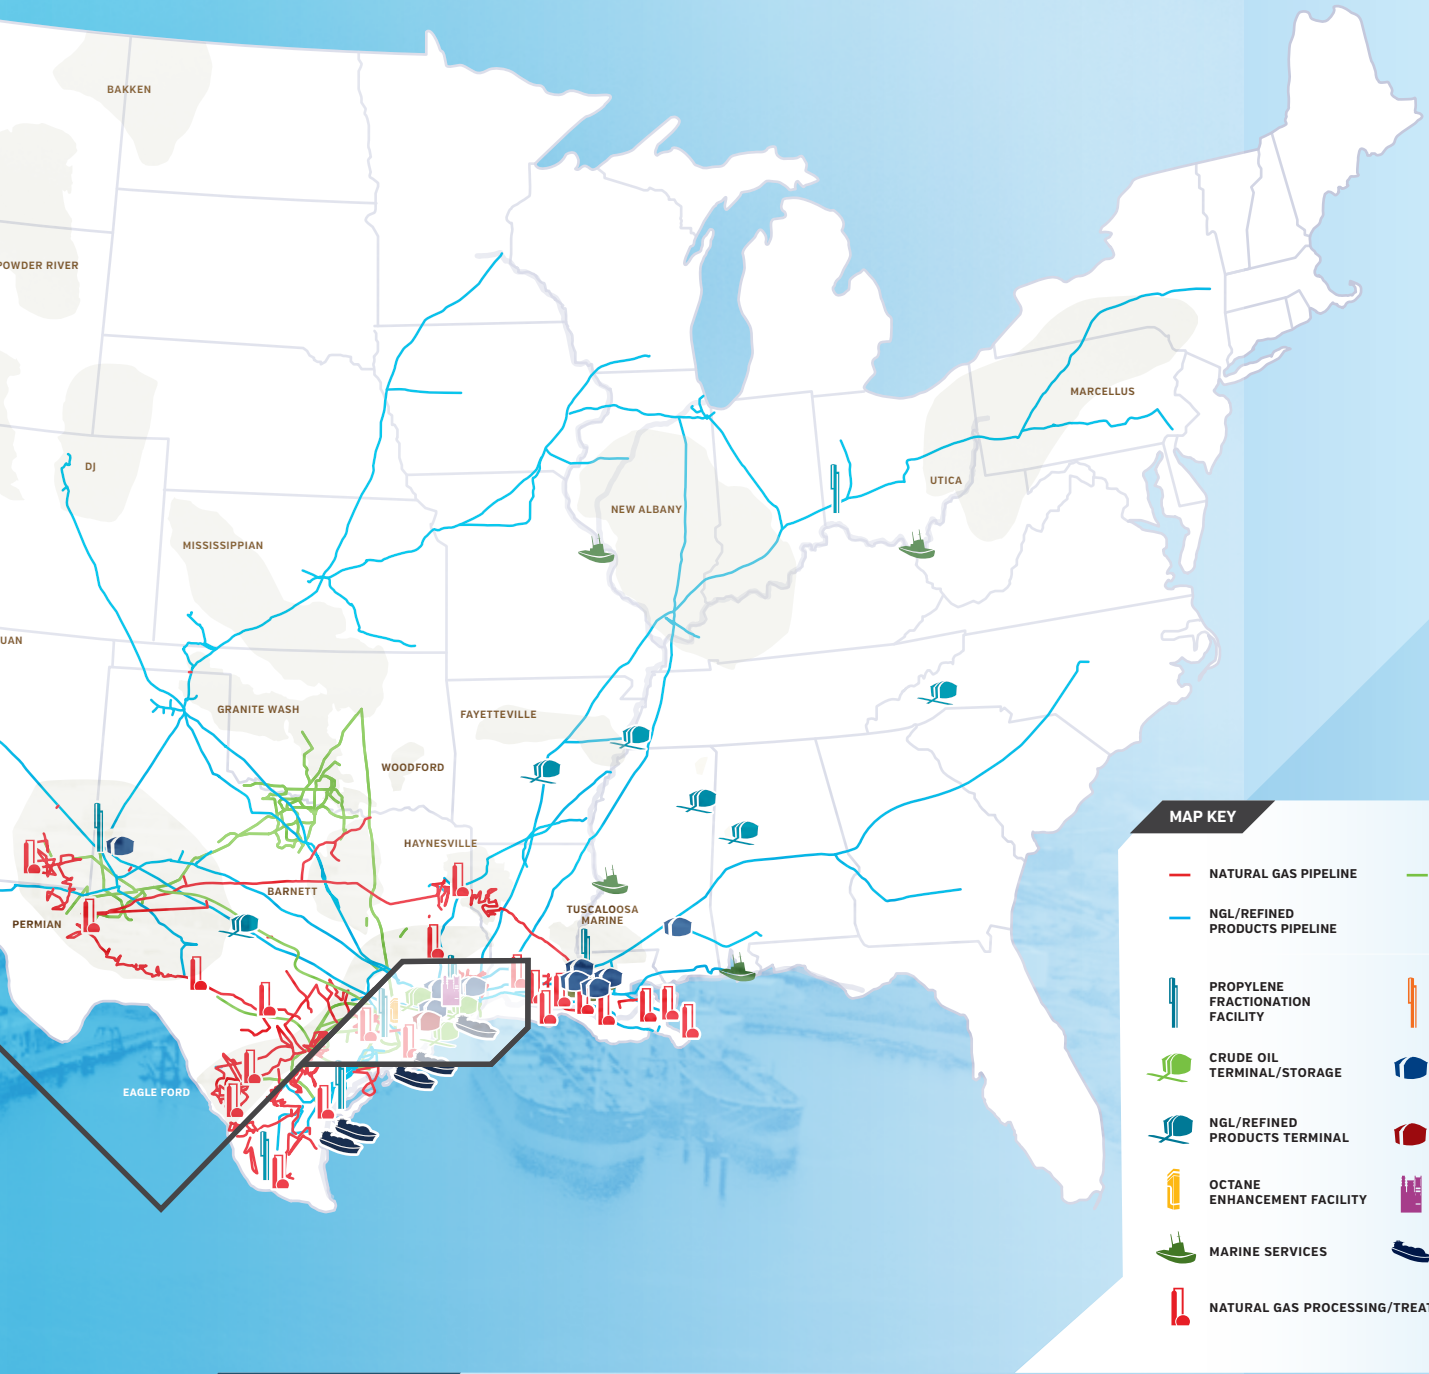 BAKKEN
POWDER RIVER
MARCELLUS
DJ
UTICA
NEW ALBANY
MISSISSIPPIAN
UAN
GRANITE WASH
FAYETTEVILLE
WOODFORD
HAYNESVILLE
BARNETT
TUSCALOOSA
MARINE
PERMIAN
EAGLE FORD
MAP KEY
NATURAL GAS PIPELINE
NGL/REFINED
PRODUCTS PIPELINE
PROPYLENE
FRACTIONATION
FACILITY
CRUDE OIL
TERMINAL/STORAGE
NGL/REFINED
PRODUCTS TERMINAL
OCTANE
ENHANCEMENT FACILITY
MARINE SERVICES
NATURAL GAS PROCESSING/TREAT